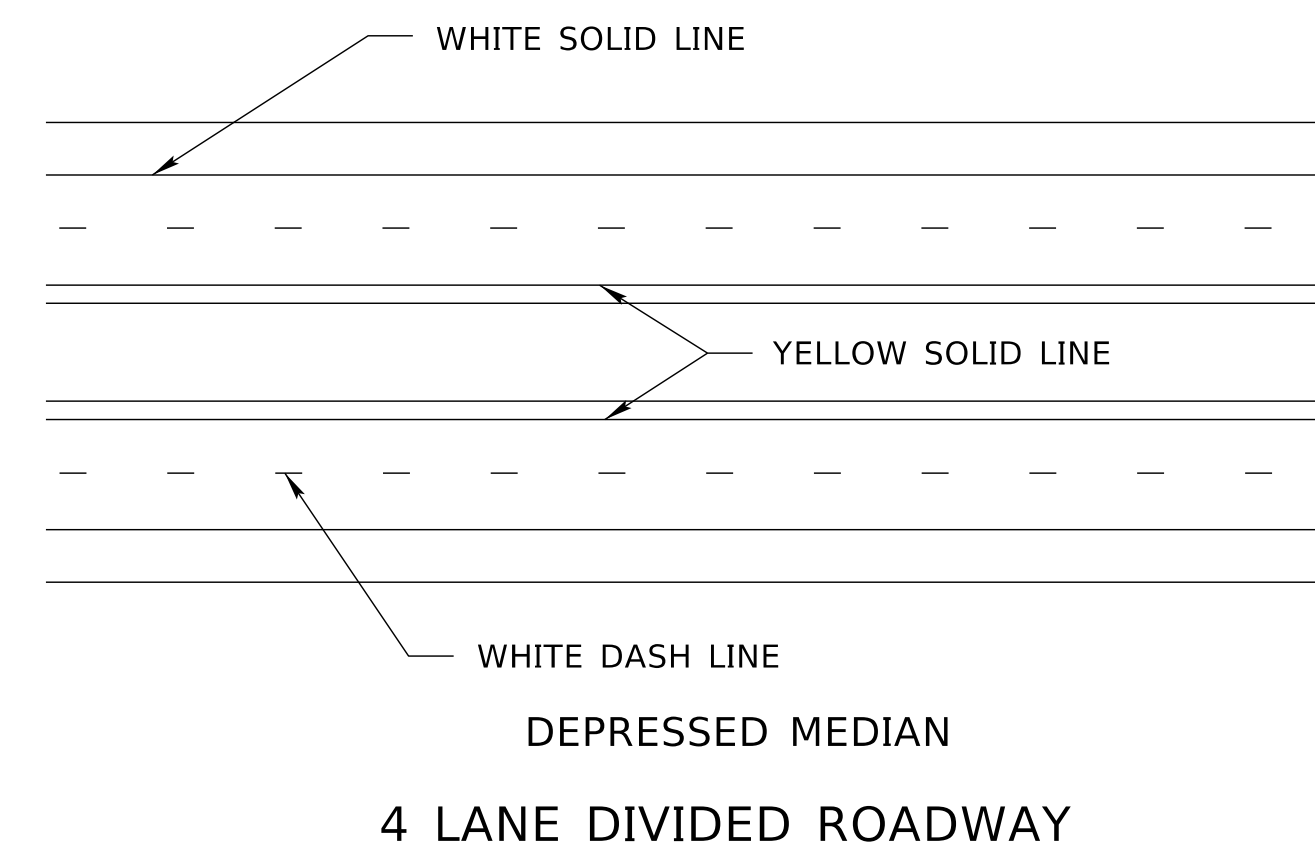 WHITE SOLID LINE
YELLOW SOLID LINE
WHITE DASH LINE
DEPRESSED MEDIAN
4 LANE DIVIDED ROADWAY